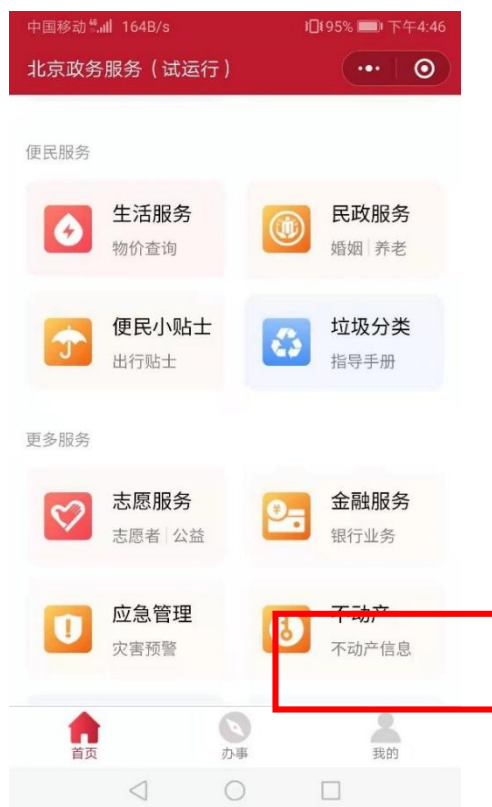 中国移动 46 164B/s 95% 下午4:46
北京政务服务（试运行）
便民服务
生活服务 民政服务
物价查询 婚姻 | 养老
便民小贴士 垃圾分类
出行贴士 指导手册
更多服务
志愿服务 金融服务
志愿者 | 公益 银行业务
应急管理 不动产
灾害预警 不动产信息
首页 办事 我的